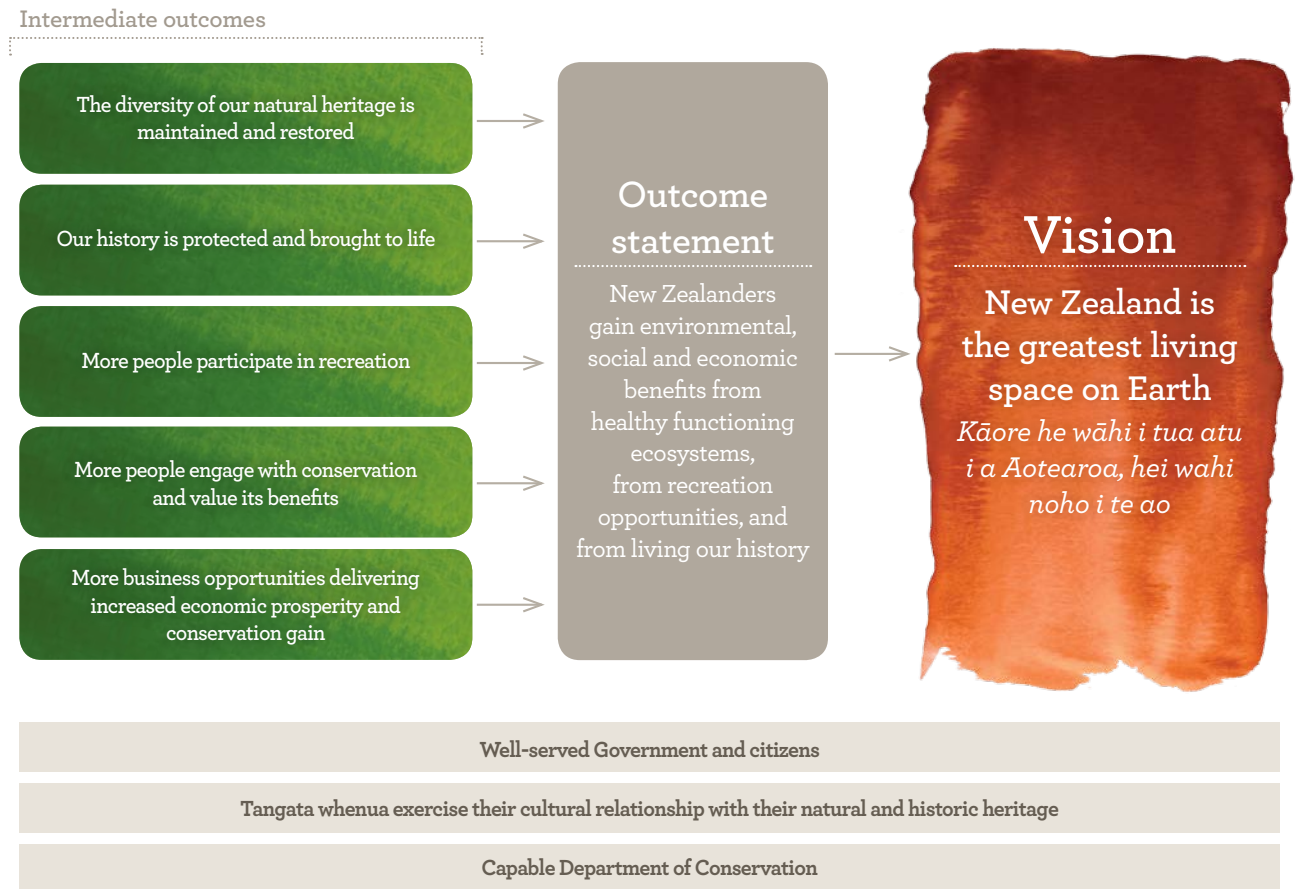 Intermediate outcomes
The diversity of our natural heritage is
maintained and restored
Our history is protected and brought to life
More people participate in recreation
More people engage with conservation
and value its benefits
More business opportunities delivering
increased economic prosperity and
conservation gain
Outcome
statement
New Zealanders
gain environmental,
social and economic
benefits from
healthy functioning
ecosystems,
from recreation
opportunities, and
from living our history
Vision
New Zealand is
the greatest living
space on Earth
Kāore he wāhi i tua atu
i a Aotearoa, hei wahi
noho i te ao
Well-served Government and citizens
Tangata whenua exercise their cultural relationship with their natural and historic heritage
Capable Department of Conservation